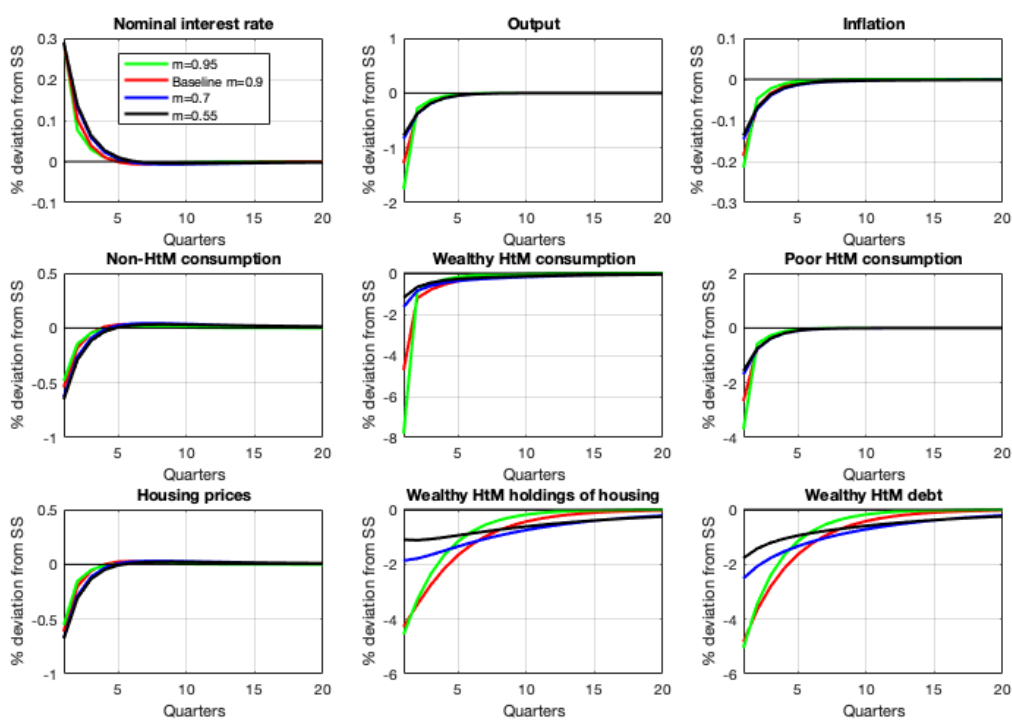 Nominal interest rate
% deviation from SS
0.3
0.2
0.1
0
-0.1
m=0.95
Baseline m=0.9
m=0.7
m=0.55
5
10
15
20
Quarters
Output
% deviation from SS
1
0
-1
-2
5
10
15
20
Quarters
Inflation
% deviation from SS
0.1
0
-0.1
-0.2
-0.3
5
10
15
20
Quarters
Non-HtM consumption
% deviation from SS
0.5
0
-0.5
-1
5
10
15
20
Quarters
Wealthy HtM consumption
% deviation from SS
0
-2
-4
-6
-8
5
10
15
20
Quarters
Poor HtM consumption
% deviation from SS
2
0
-2
-4
5
10
15
20
Quarters
Housing prices
% deviation from SS
0.5
0
-0.5
-1
5
10
15
20
Quarters
Wealthy HtM holdings of housing
% deviation from SS
0
-2
-4
-6
5
10
15
20
Quarters
Wealthy HtM debt
% deviation from SS
0
-2
-4
-6
5
10
15
20
Quarters